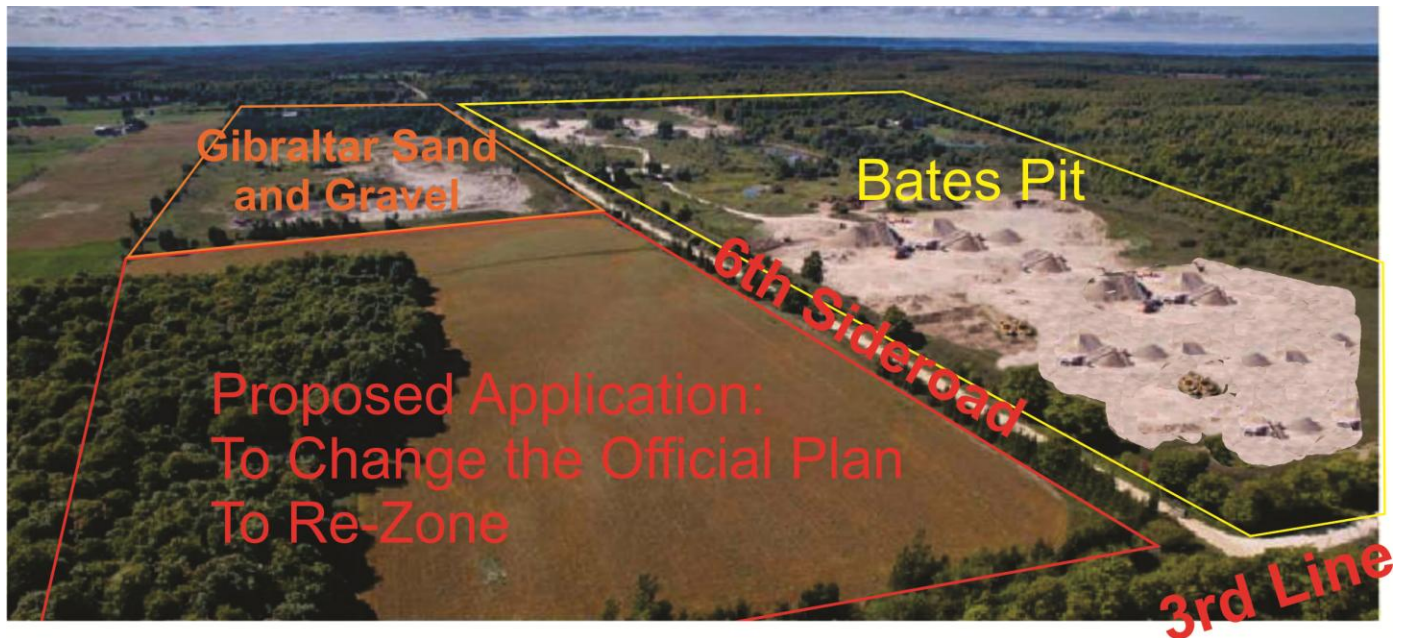 Gibraltar Sand
and Gravel
Bates Pit
6th Sideroad
Proposed Application:
To Change the Official Plan
To Re-Zone
3rd Line